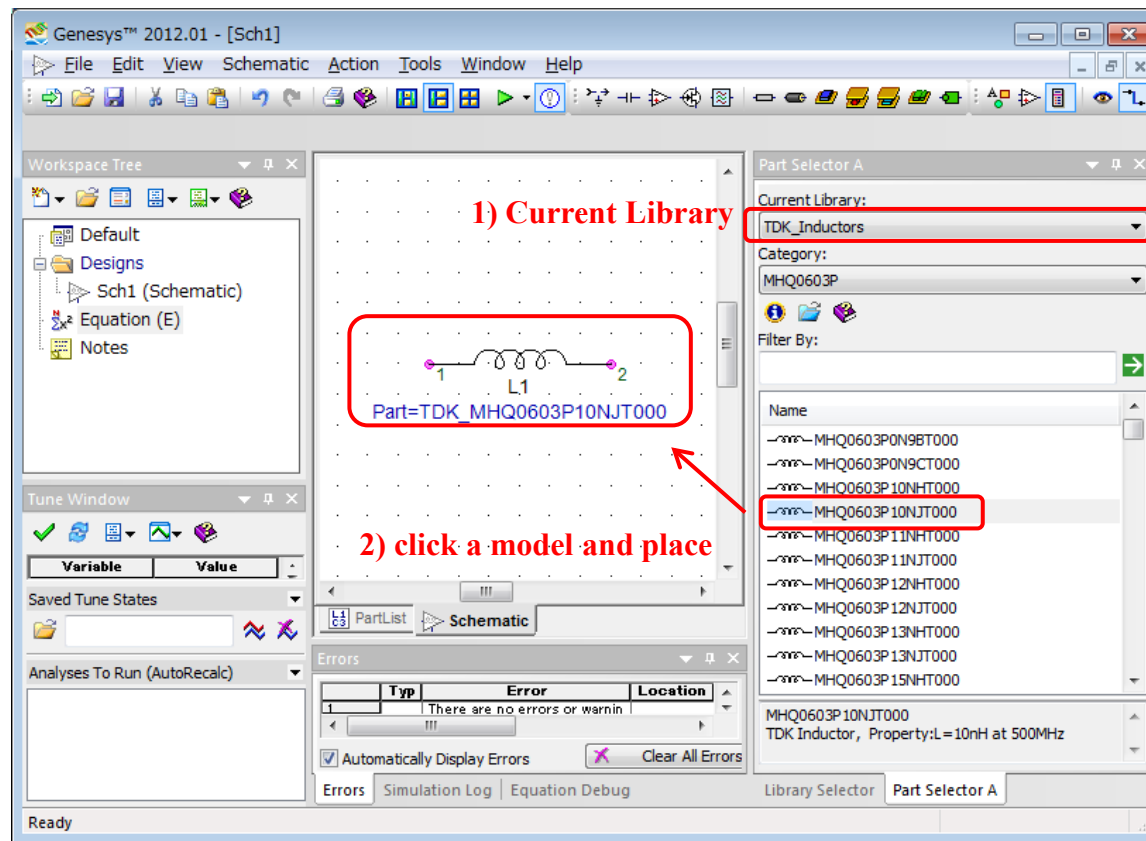 Genesys™ 2012.01 - [Sch1]
File Edit View Schematic Action Tools Window Help
Workspace Tree
Default
Designs
Sch1 (Schematic)
Equation (E)
Notes
Tune Window
Variable Value
Saved Tune States
Analyses To Run (AutoRecalc)
1) Current Library
1 2
L1
Part=TDK_MHQ0603P10NJT000
2) click a model and place
PartList Schematic
Errors
Typ Error Location
1 There are no errors or warnin
Automatically Display Errors Clear All Errors
Errors Simulation Log Equation Debug
Part Selector A
Current Library:
TDK_Inductors
Category:
MHQ0603P
Filter By:
Name
MHQ0603P0N9BT000
MHQ0603P0N9CT000
MHQ0603P10NHT000
MHQ0603P10NJT000
MHQ0603P11NHT000
MHQ0603P11NJT000
MHQ0603P12NHT000
MHQ0603P12NJT000
MHQ0603P13NHT000
MHQ0603P13NJT000
MHQ0603P15NHT000
MHQ0603P10NJT000
TDK Inductor, Property:L=10nH at 500MHz
Library Selector Part Selector A
Ready